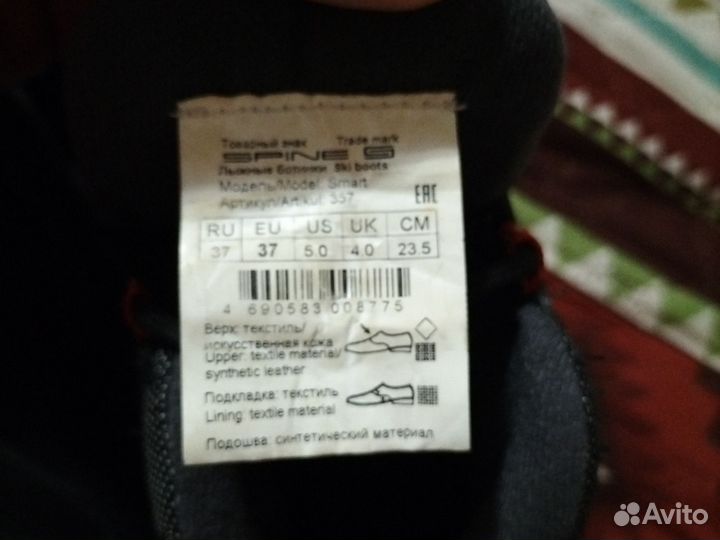 Товарный знак Trade mark
SPINE
Лыжные ботинки Ski boots
Модель/Model: Smart
Артикул/Artikul: 357
EAC
RU EU US UK CM
37 37 5.0 4.0 23.5
4 690583 008775
Верх: текстиль/
искусственная кожа
Upper: textile material/
synthetic leather
Подкладка: текстиль
Lining: textile material
Подошва: синтетический материал
Avito